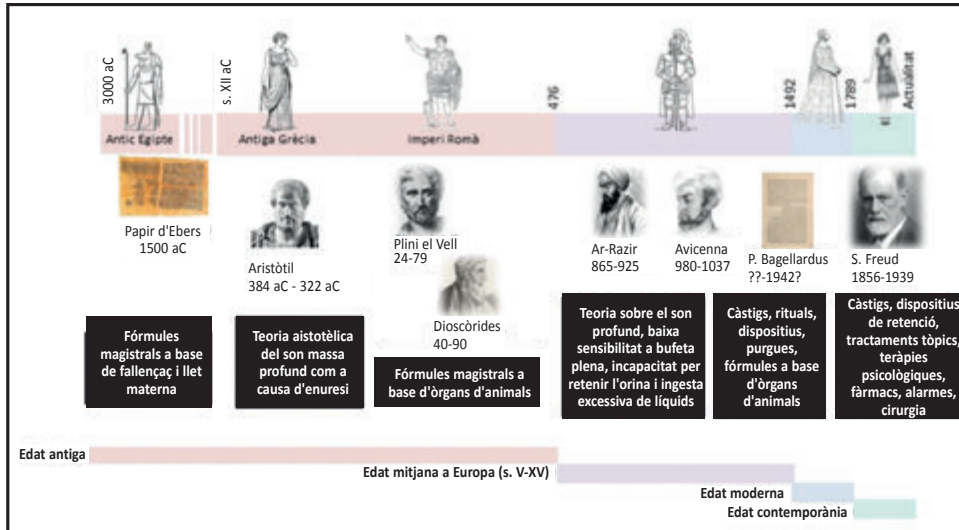 3000 aC
s. XII aC
476
1492
1789
Actualitat
Antic Egipte
Antiga Grècia
Imperi Romà
Papir d'Ebers
1500 aC
Aristòtil
384 aC - 322 aC
Plini el Vell
24-79
Dioscòrides
40-90
Ar-Razir
865-925
Avicenna
980-1037
P. Bagellardus
??-1942?
S. Freud
1856-1939
Fórmules
magistrals a base
de fallençaç i llet
materna
Teoria aistotèlica
del son massa
profund com a
causa d'enuresi
Fórmules magistrals a
base d'òrgans d'animals
Teoria sobre el son
profund, baixa
sensibilitat a bufeta
plena, incapacitat per
retenir l'orina i ingesta
excessiva de líquids
Càstigs, rituals,
dispositius,
purgues,
fórmules a base
d'òrgans
d'animals
Càstigs, dispositius
de retenció,
tractaments tòpics,
teràpies
psicològiques,
fàrmacs, alarmes,
cirurgia
Edat antiga
Edat mitjana a Europa (s. V-XV)
Edat moderna
Edat contemporània